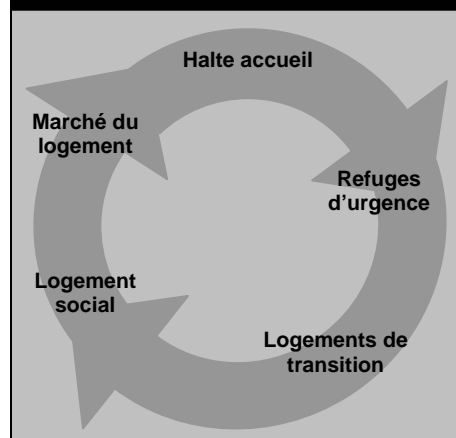 Halte accueil
Marché du
logement
Refuges
d'urgence
Logement
social
Logements de
transition